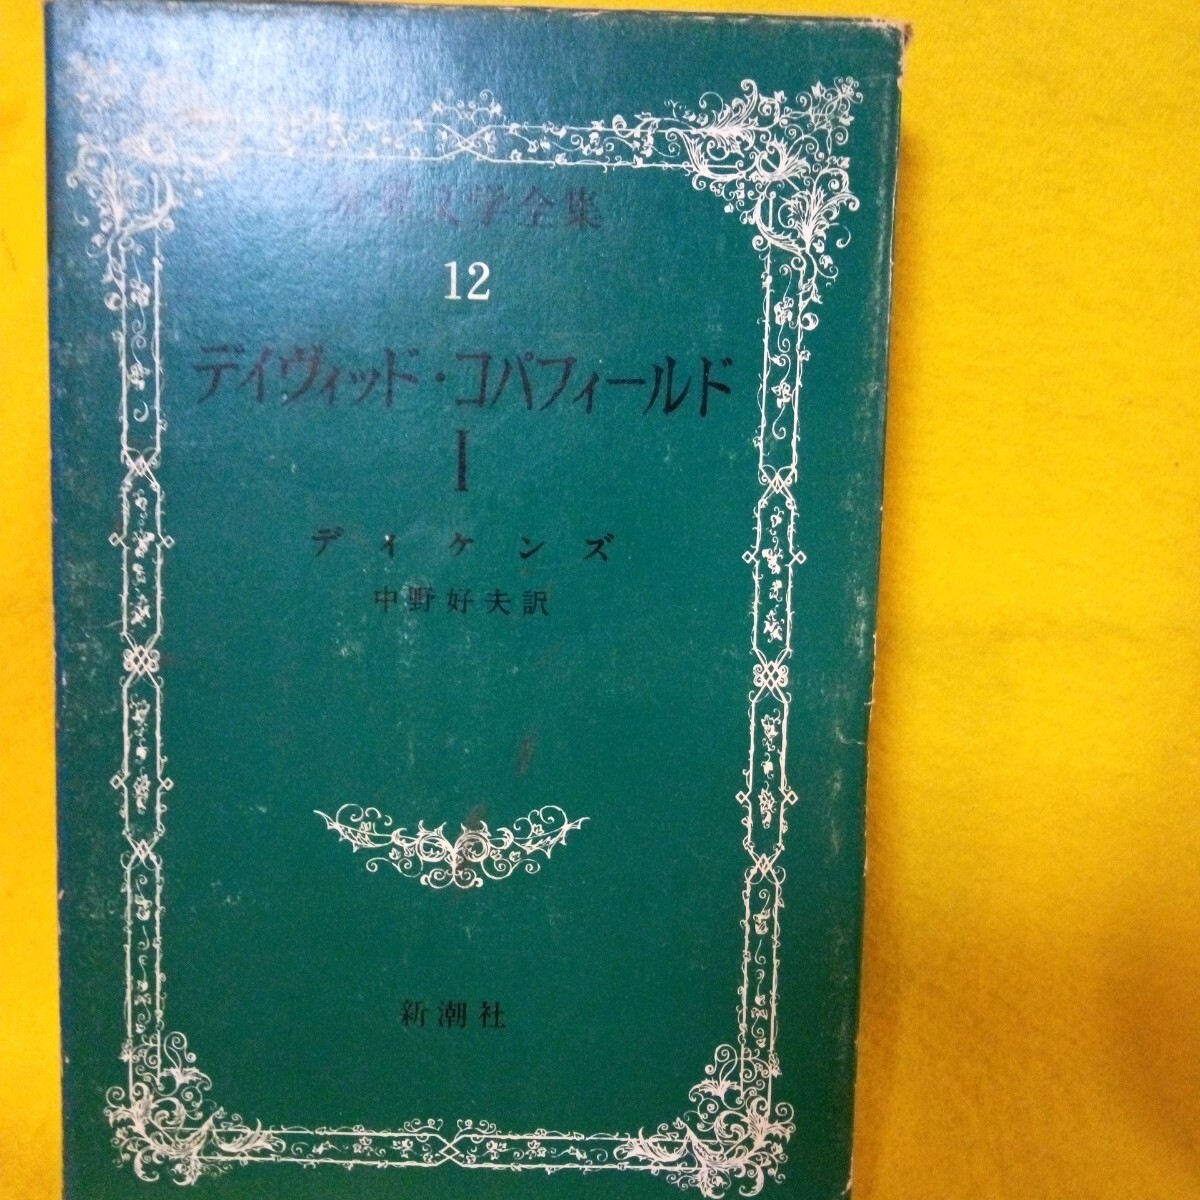 世界文学全集
12
デイヴィッド・コパフィールド
I
ディケンズ
中野好夫訳
新潮社